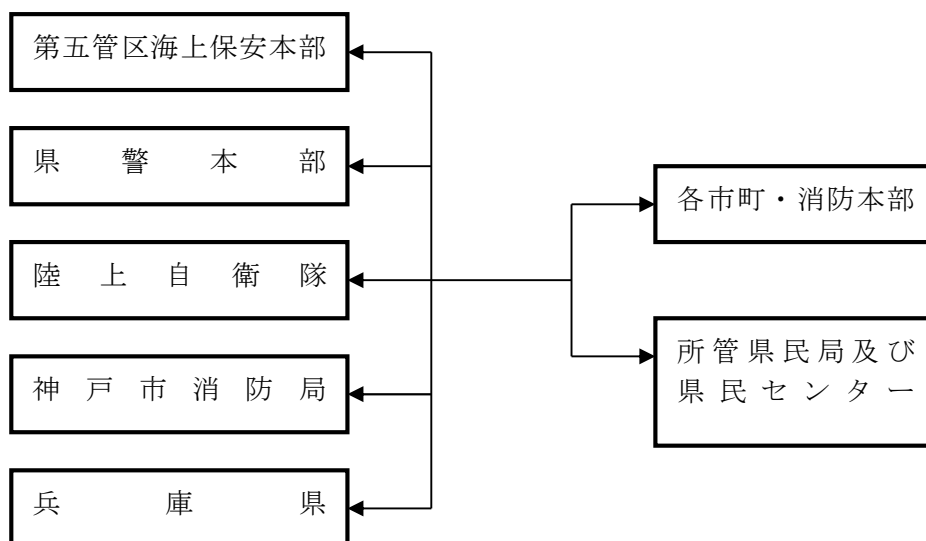 第五管区海上保安本部
県警本部
陸上自衛隊
神戸市消防局
兵庫県
各市町・消防本部
所管県民局及び
県民センター